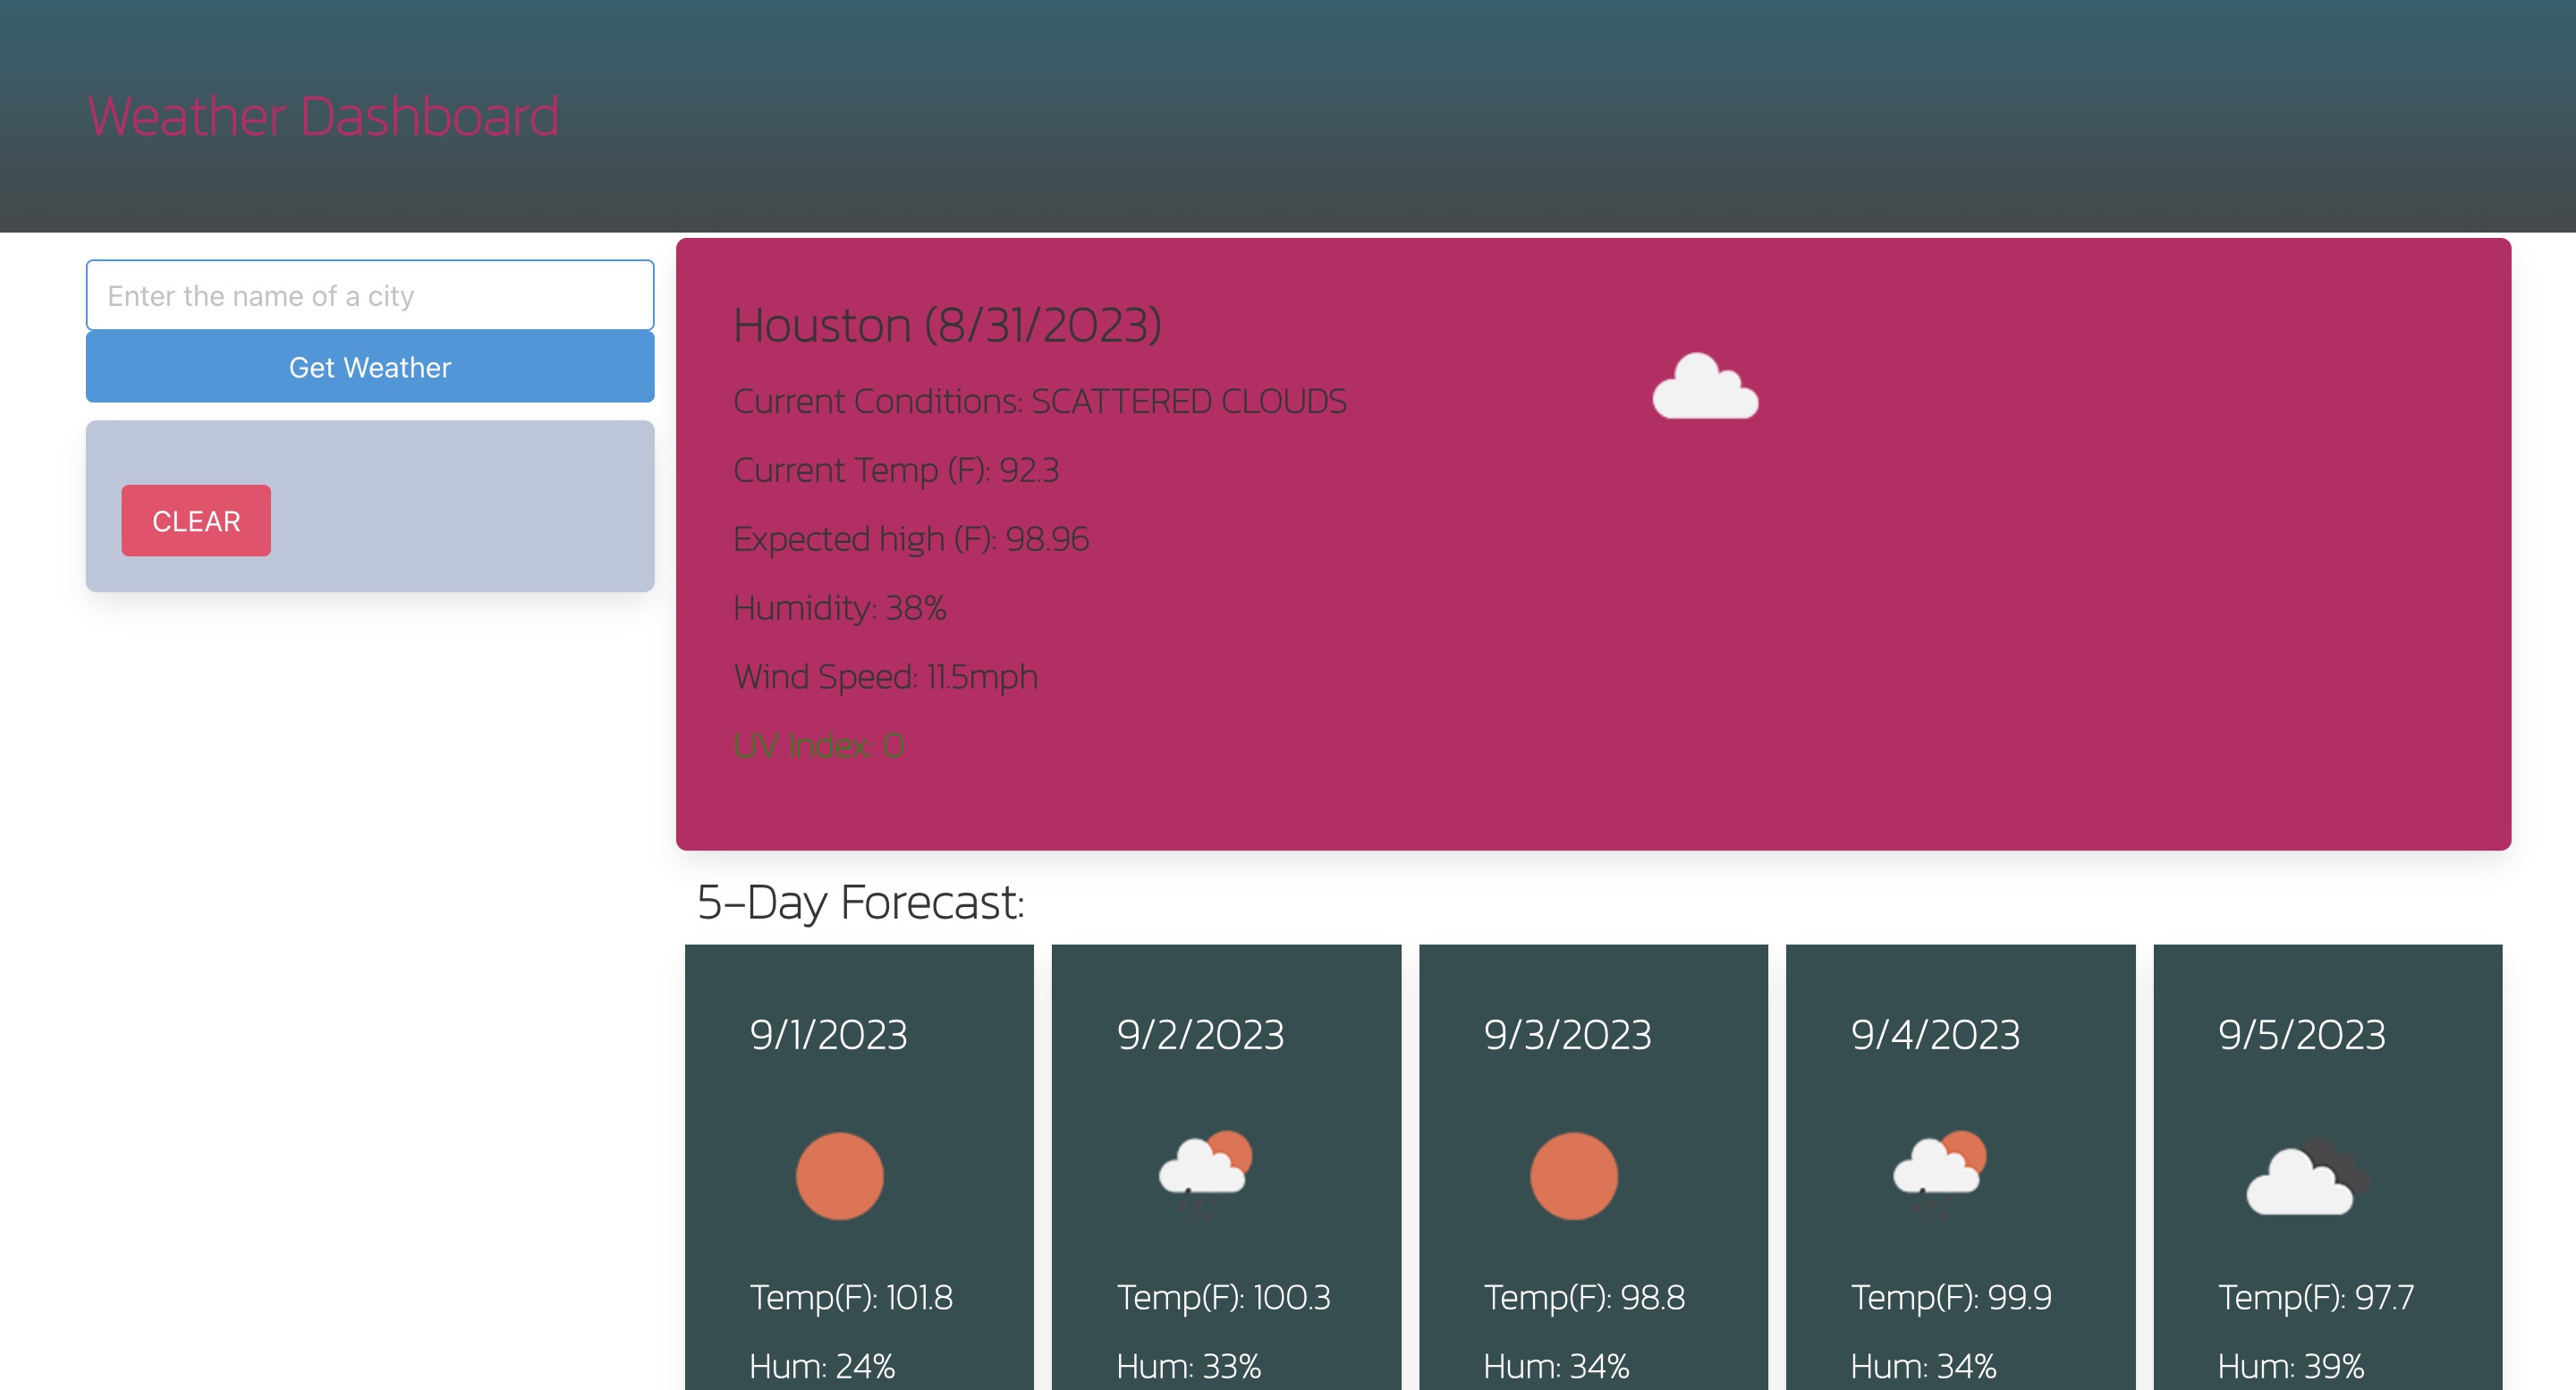 Weather Dashboard
Enter the name of a city
Get Weather
CLEAR
Houston (8/31/2023)
Current Conditions: SCATTERED CLOUDS
Current Temp (F): 92.3
Expected high (F): 98.96
Humidity: 38%
Wind Speed: 11.5mph
UV Index: 0
5-Day Forecast:
9/1/2023
Temp(F): 101.8
Hum: 24%
9/2/2023
Temp(F): 100.3
Hum: 33%
9/3/2023
Temp(F): 98.8
Hum: 34%
9/4/2023
Temp(F): 99.9
Hum: 34%
9/5/2023
Temp(F): 97.7
Hum: 39%